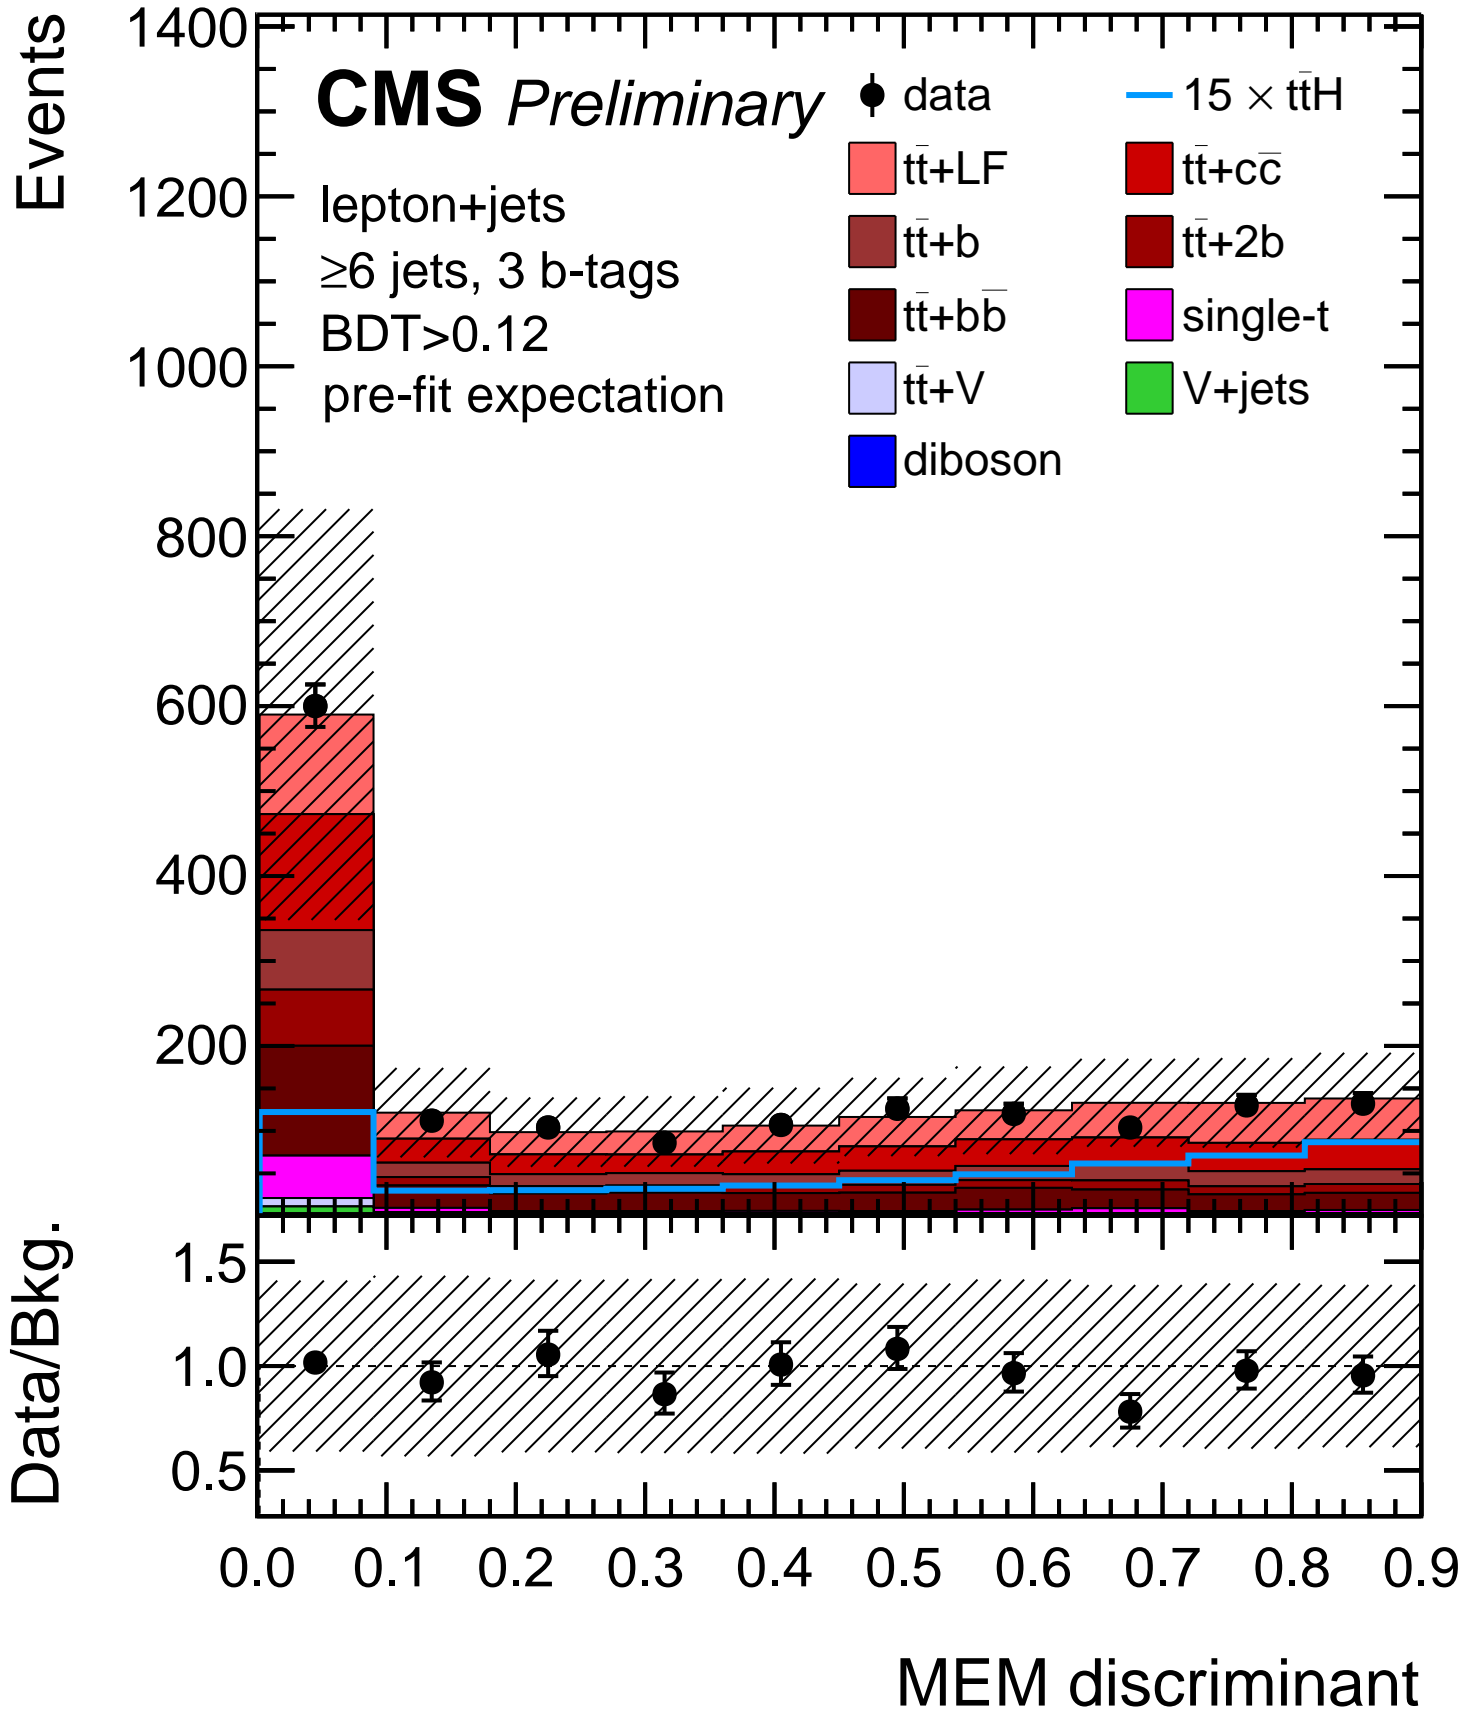 Events
1400
1200
1000
800
600
400
200
CMS Preliminary
lepton+jets
≥6 jets, 3 b-tags
BDT>0.12
pre-fit expectation
data
15 × tt̄H
tt̄+LF
tt̄+cc̄
tt̄+b
tt̄+2b
tt̄+bb̄
single-t
tt̄+V
V+jets
diboson
Data/Bkg.
1.5
1.0
0.5
0.0 0.1 0.2 0.3 0.4 0.5 0.6 0.7 0.8 0.9
MEM discriminant